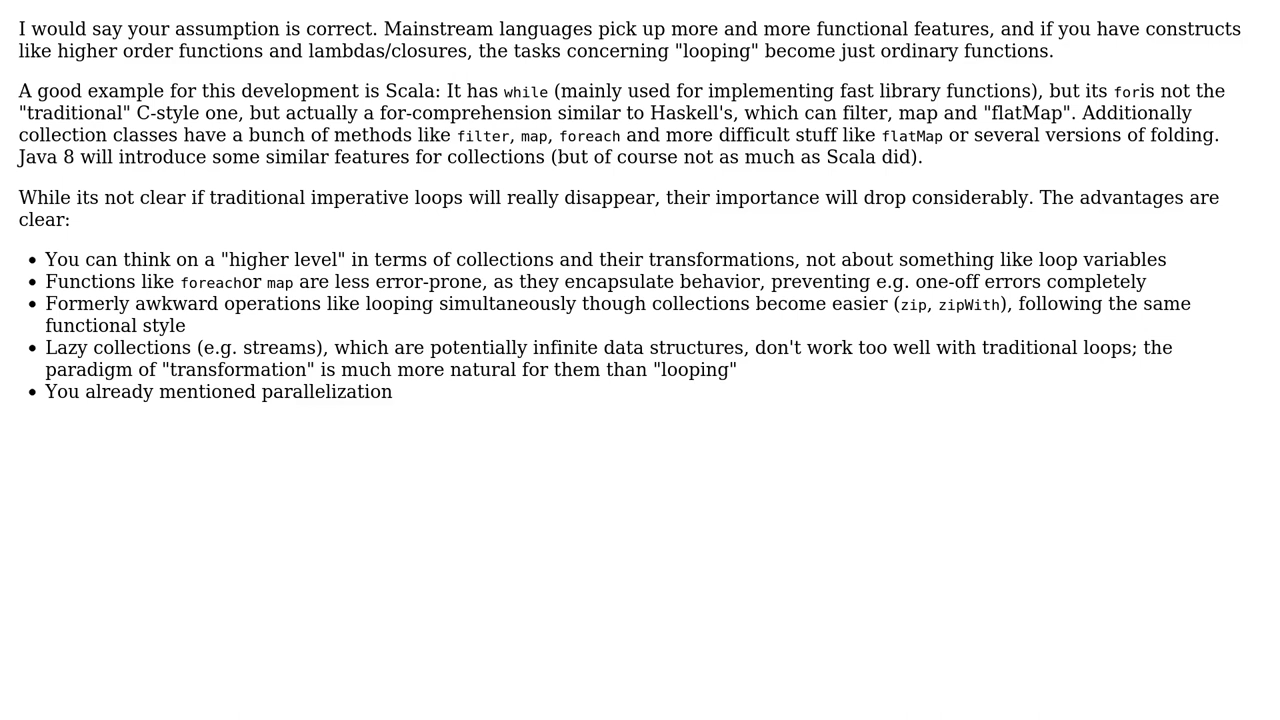 I would say your assumption is correct. Mainstream languages pick up more and more functional features, and if you have constructs
like higher order functions and lambdas/closures, the tasks concerning "looping" become just ordinary functions.
A good example for this development is Scala: It has while (mainly used for implementing fast library functions), but its foris not the
"traditional" C-style one, but actually a for-comprehension similar to Haskell's, which can filter, map and "flatMap". Additionally
collection classes have a bunch of methods like filter, map, foreach and more difficult stuff like flatMap or several versions of folding.
Java 8 will introduce some similar features for collections (but of course not as much as Scala did).
While its not clear if traditional imperative loops will really disappear, their importance will drop considerably. The advantages are
clear:
• You can think on a "higher level" in terms of collections and their transformations, not about something like loop variables
• Functions like foreachor map are less error-prone, as they encapsulate behavior, preventing e.g. one-off errors completely
• Formerly awkward operations like looping simultaneously though collections become easier (zip, zipWith), following the same
functional style
• Lazy collections (e.g. streams), which are potentially infinite data structures, don't work too well with traditional loops; the
paradigm of "transformation" is much more natural for them than "looping"
• You already mentioned parallelization